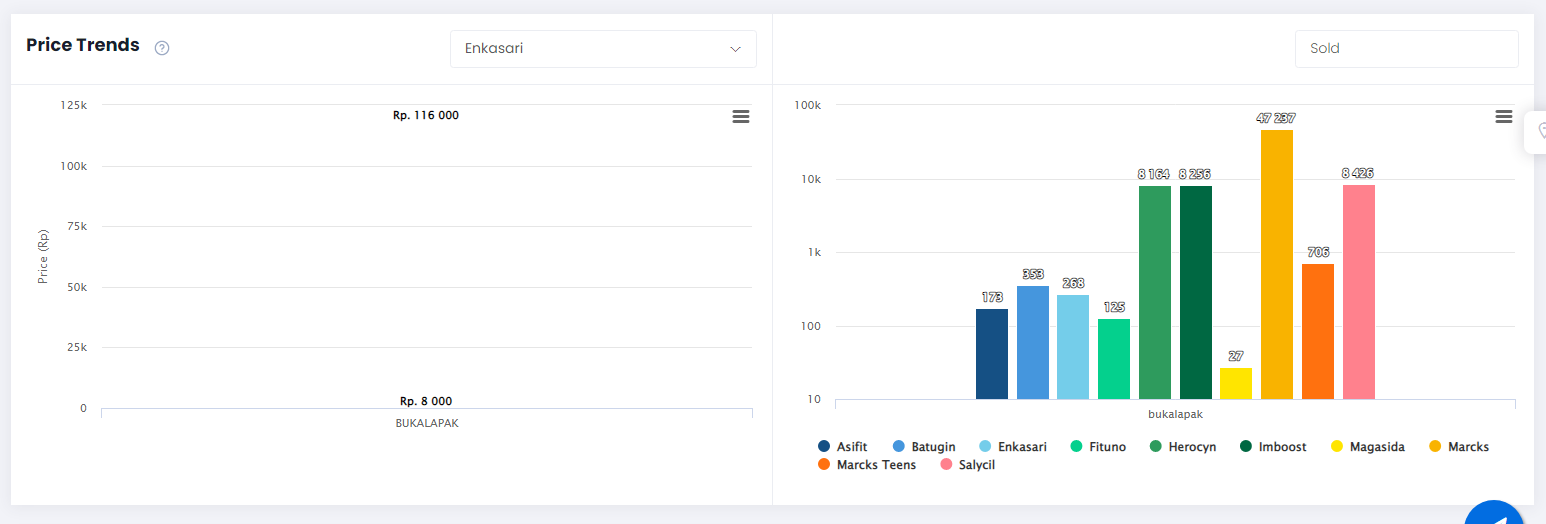 Price Trends
Enkasari
Sold
125k
100k
75k
50k
25k
0
Price (Rp)
Rp. 116 000
Rp. 8 000
BUKALAPAK
100k
10k
1k
100
10
173
353
268
125
8 164
8 256
27
47 237
706
8 426
bukalapak
Asifit Batugin Enkasari Fituno Herocyn Imboost Magasida Marcks
Marcks Teens Salycil